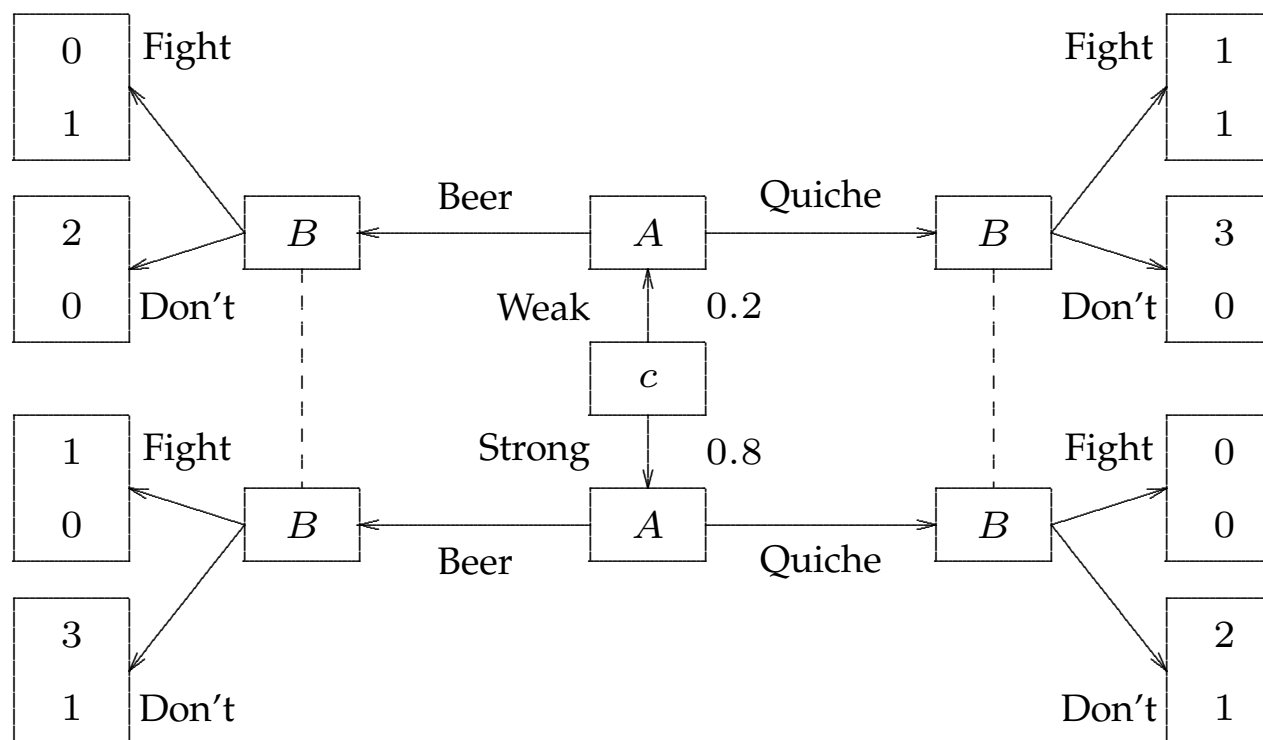 0 Fight Fight 1
1 1
Beer Quiche
2 B A B 3
0 Don't Weak 0.2 Don't 0
c
1 Fight Strong 0.8 Fight 0
0 B A B 0
Beer Quiche
3 2
1 Don't Don't 1